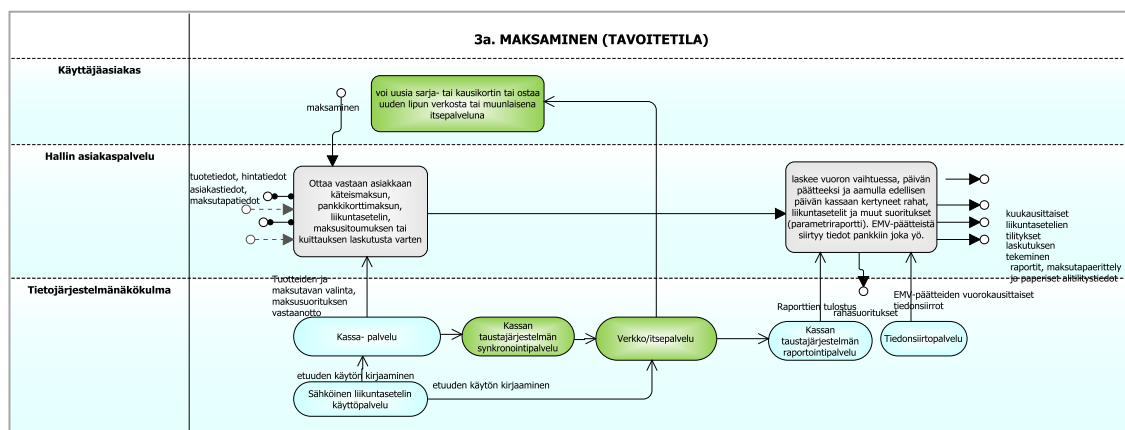 3a. MAKSAMINEN (TAVOITETILA)
Käyttäjäasiakas
voi uusia sarja- tai kausikortin tai ostaa
uuden lipun verkosta tai muunlaisena
itsepalveluna
maksaminen
Hallin asiakaspalvelu
tuotetiedot, hintatiedot
asiakastiedot,
maksutapatiedot
Ottaa vastaan asiakkaan
käteismaksun,
pankkikorttimaksun,
liikuntasetelin,
maksusitoumuksen tai
kuittauksen laskutusta varten
laskee vuoron vaihtuessa, päivän
päätteeksi ja aamulla edellisen
päivän kassaan kertyneet rahat,
liikuntasetelit ja muut suoritukset
(parametriraportti). EMV-päätteistä
siirtyy tiedot pankkiin joka yö.
kuukausittaiset
liikuntasetelien
tilitykset
laskutuksen
tekeminen
raportit, maksutapaerittely
ja paperiset alitilitystiedot
Tietojärjestelmänäkökulma
Tuotteiden ja
maksutavan valinta,
maksusuorituksen
vastaanotto
Raporttien tulostus
rahasuoritukset
EMV-päätteiden vuorokausittaiset
tiedonsiirrot
Kassa- palvelu
Kassan
taustajärjestelmän
synkronointipalvelu
Verkko/itsepalvelu
Kassan
taustajärjestelmän
raportointipalvelu
Tiedonsiirtopalvelu
etuuden käytön kirjaaminen
etuuden käytön kirjaaminen
Sähköinen liikuntasetelin
käyttöpalvelu